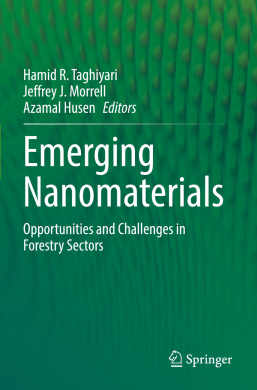 Hamid R. Taghiyari
Jeffrey J. Morrell
Azamal Husen Editors
Emerging
Nanomaterials
Opportunities and Challenges in
Forestry Sectors
Springer